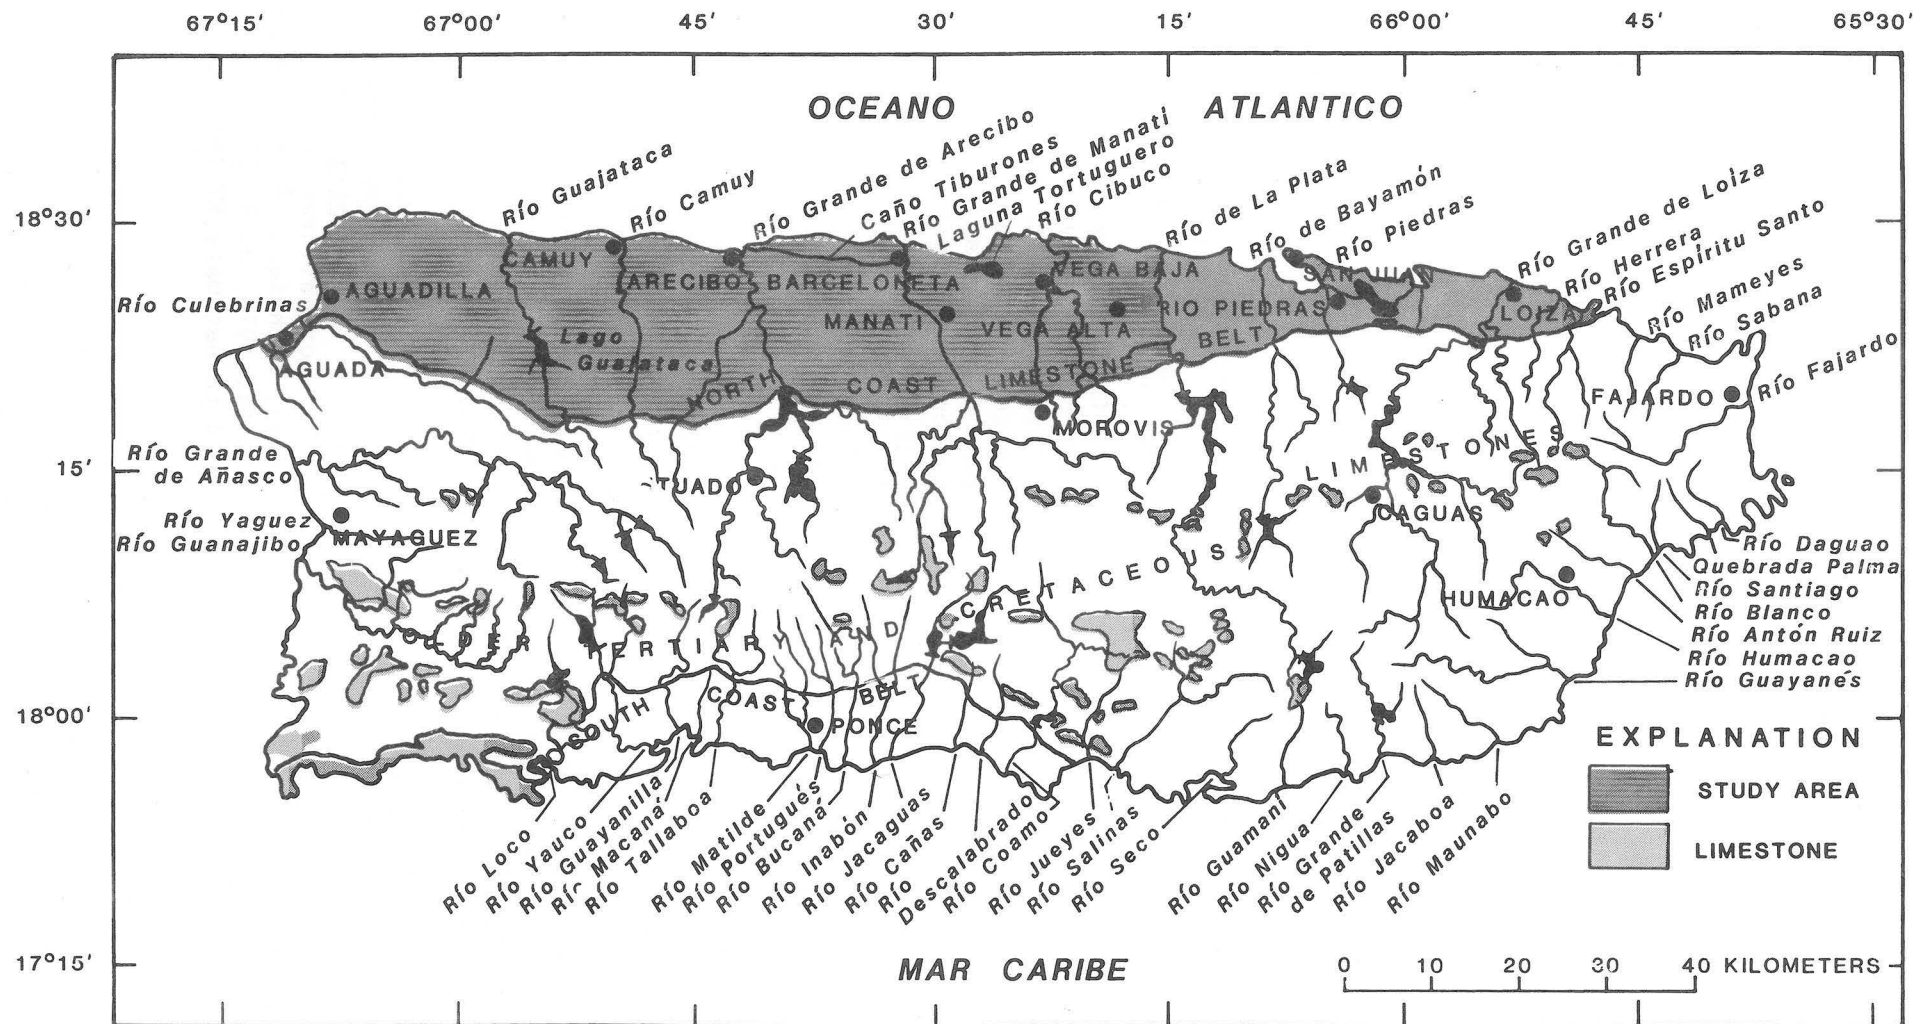 67°15' 67°00' 45' 30' 15' 66°00' 45' 65°30'
OCEANO ATLANTICO
Río Guajataca
Río Camuy
Río Grande de Arecibo
Caño Tiburones
Río Grande de Manati
Laguna Tortuguero
Río Cibuco
Río de La Plata
Río de Bayamón
Río Piedras
Río Grande de Loiza
Río Herrera
Río Espíritu Santo
Río Mameyes
Río Sabana
Río Fajardo
18°30'
Río Culebrinas
AGUADILLA
CAMUY
ARECIBO
BARCELONETA
VEGA BAJA
SAN JUAN
MANATI
VEGA ALTA
RIO PIEDRAS
LOIZA
Lago
Guajataca
AGUADA
NORTH COAST LIMESTONE BELT
MOROVIS
FAJARDO
15'
Río Grande
de Añasco
TUADO
LIMESTONES
CAGUAS
Río Yaguez
Río Guanajibo
MAYAGUEZ
HUMACAO
CRETACEOUS
OLDER TERTIARY AND
Río Daguao
Quebrada Palma
Río Santiago
Río Blanco
Río Antón Ruiz
Río Humacao
Río Guayanés
18°00'
SOUTH COAST BELT
PONCE
EXPLANATION
STUDY AREA
LIMESTONE
Río Loco
Río Yauco
Río Guayanilla
Río Macaná
Río Tallaboa
Río Matilde
Río Portugués
Río Bucaná
Río Inabón
Río Jacaguas
Río Cañas
Río
Descalabrado
Río Coamo
Río Jueyes
Río Salinas
Río Seco
Río Guamaní
Río Nigua
Río Grande
de Patillas
Río Jacaboa
Río Maunabo
17°15'
MAR CARIBE
0 10 20 30 40 KILOMETERS